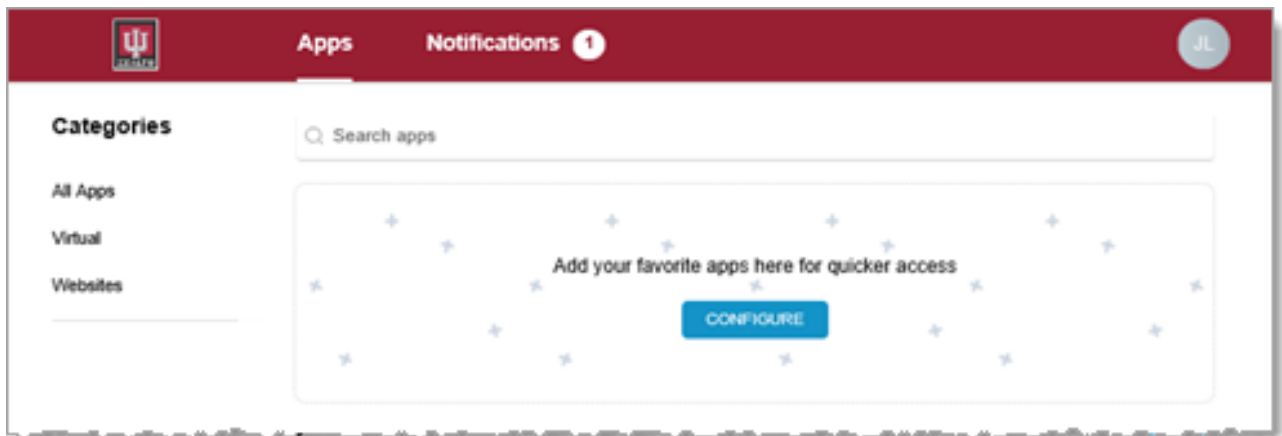 Apps
Notifications 1
JL
Categories
Search apps
All Apps
Virtual
Websites
Add your favorite apps here for quicker access
CONFIGURE